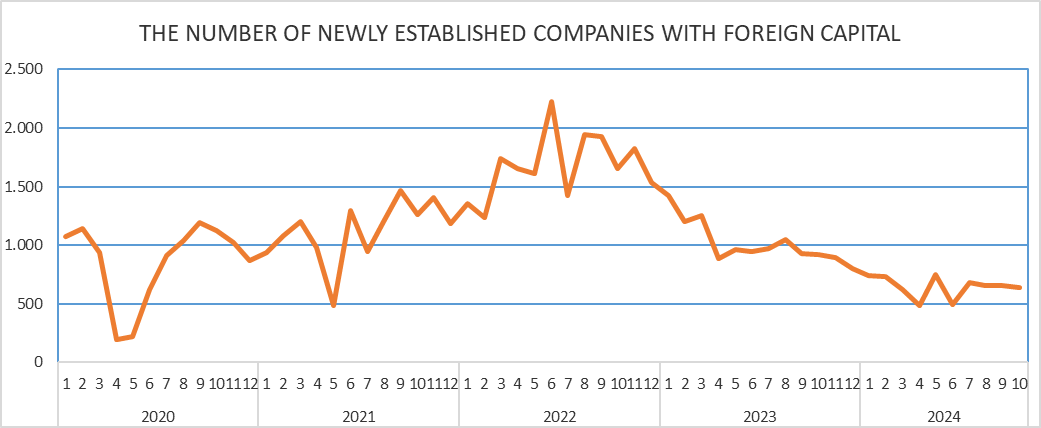 THE NUMBER OF NEWLY ESTABLISHED COMPANIES WITH FOREIGN CAPITAL
2.500
2.000
1.500
1.000
500
0
1 2 3 4 5 6 7 8 9 10 11 12 1 2 3 4 5 6 7 8 9 10 11 12 1 2 3 4 5 6 7 8 9 10 11 12 1 2 3 4 5 6 7 8 9 10 11 12 1 2 3 4 5 6 7 8 9 10
2020 2021 2022 2023 2024